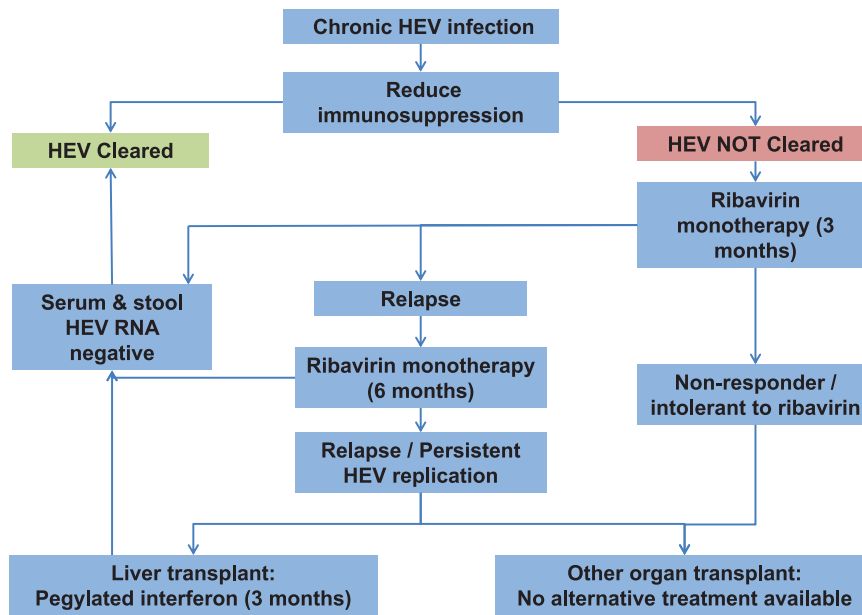 Chronic HEV infection
Reduce
immunosuppression
HEV Cleared
HEV NOT Cleared
Ribavirin
monotherapy (3
months)
Serum & stool
HEV RNA
negative
Relapse
Ribavirin monotherapy
(6 months)
Non-responder /
intolerant to ribavirin
Relapse / Persistent
HEV replication
Liver transplant:
Pegylated interferon (3 months)
Other organ transplant:
No alternative treatment available